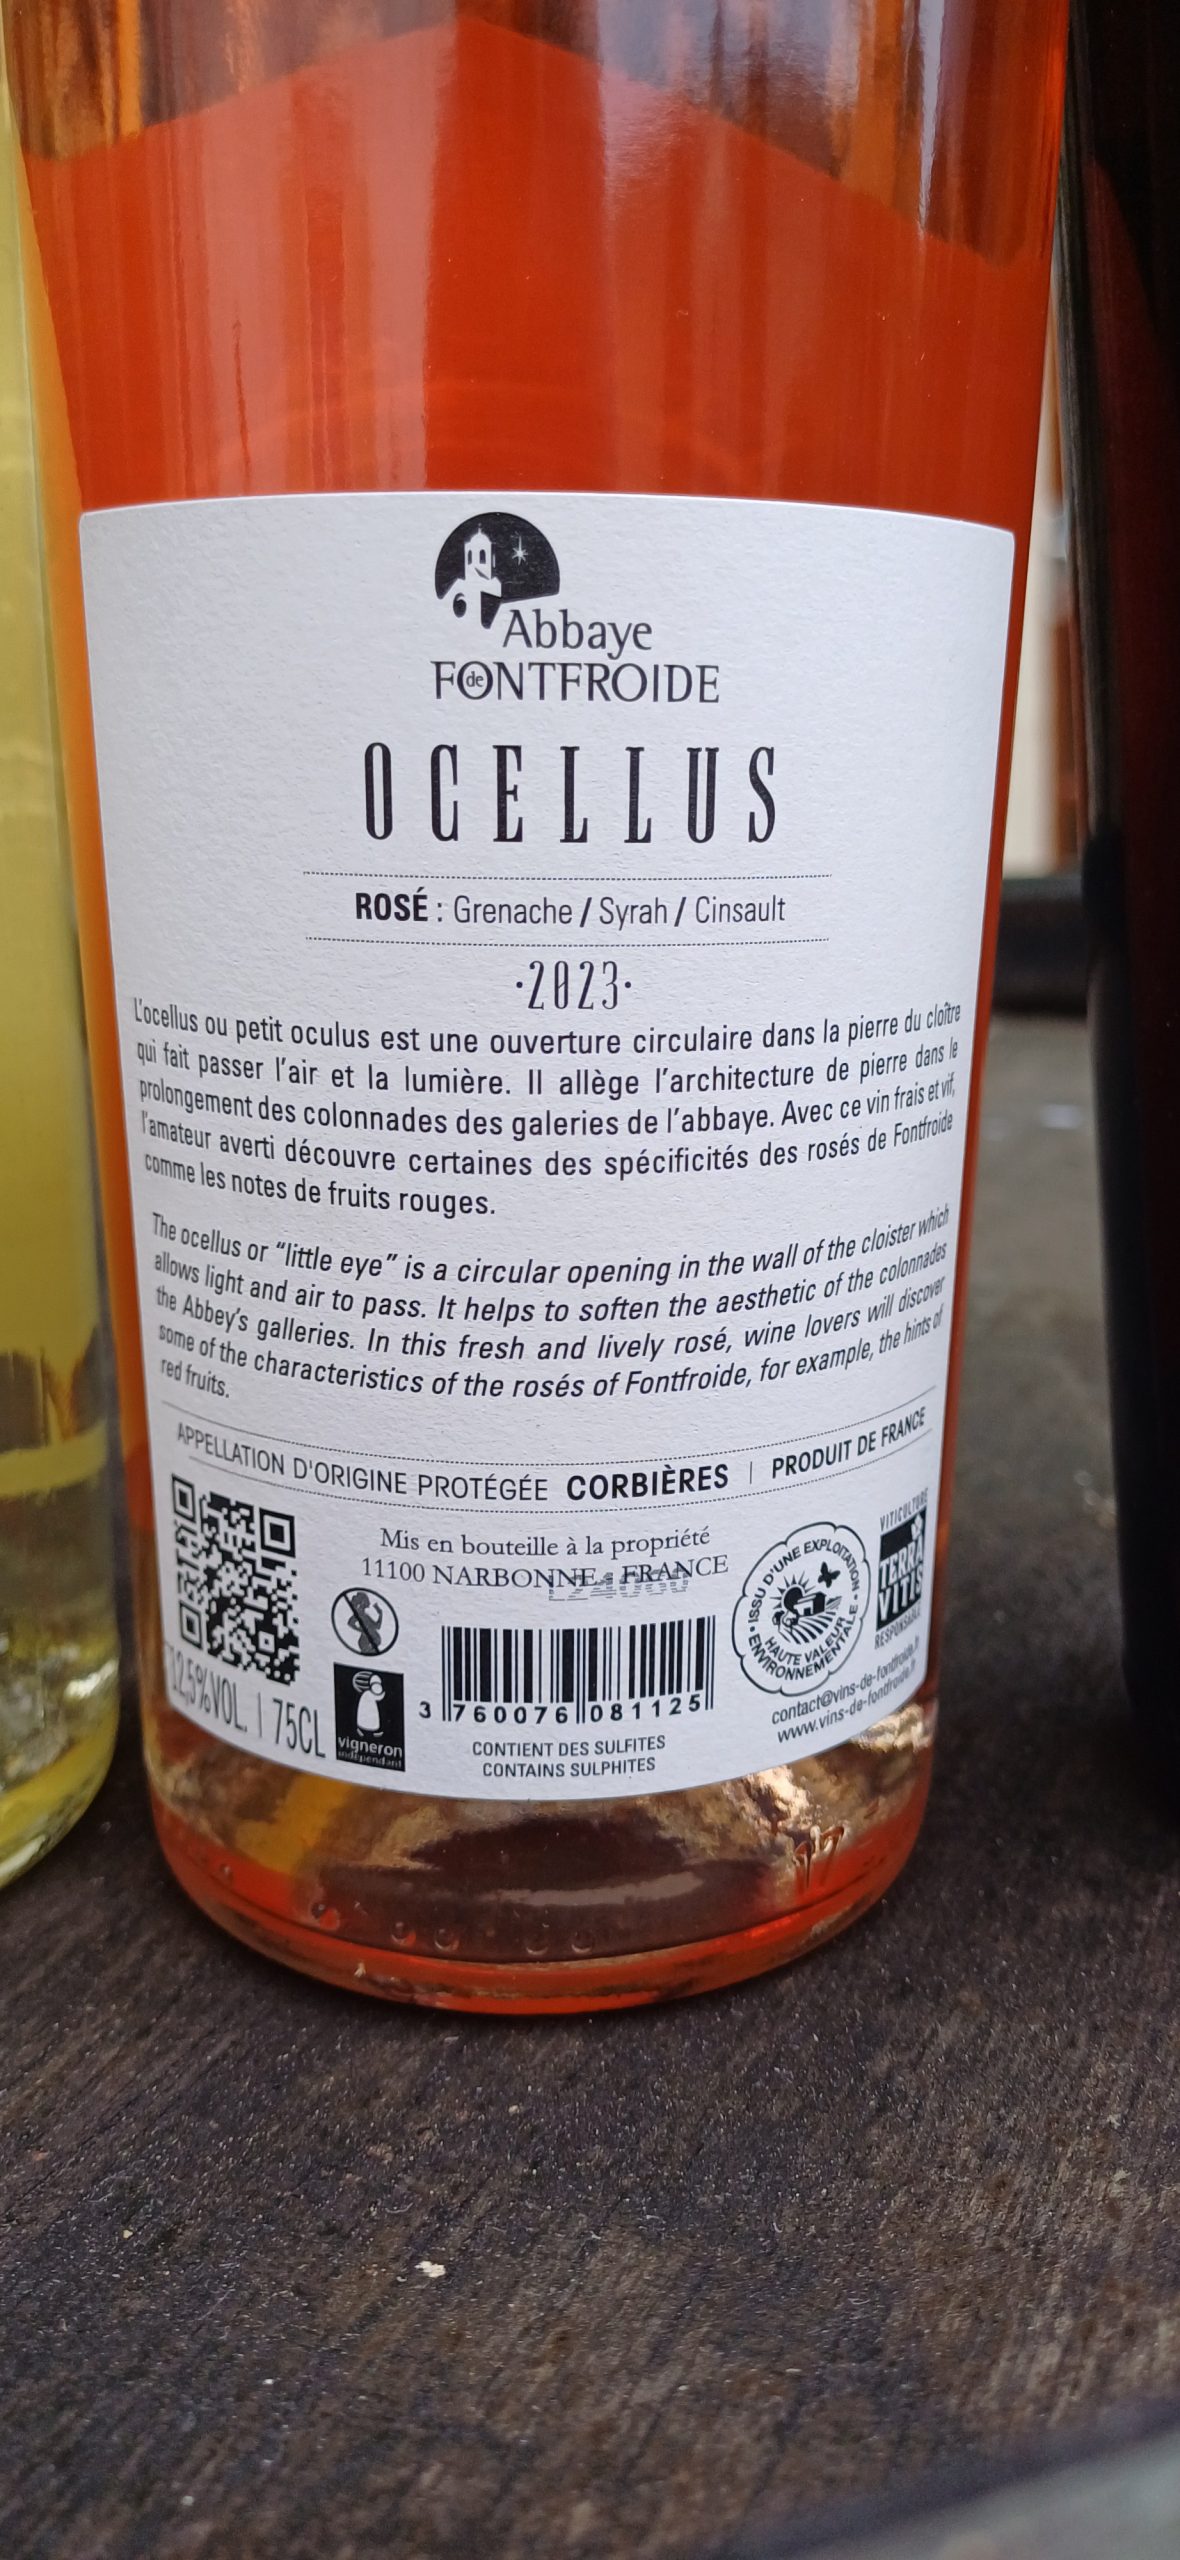 Abbaye
de FONTFROIDE
OCELLUS
ROSÉ : Grenache / Syrah / Cinsault
·2023·
L'ocellus ou petit oculus est une ouverture circulaire dans la pierre du cloître
qui fait passer l'air et la lumière. Il allège l'architecture de pierre dans le
prolongement des colonnades des galeries de l'abbaye. Avec ce vin frais et vif,
l'amateur averti découvre certaines des spécificités des rosés de Fontfroide
comme les notes de fruits rouges.
The ocellus or “little eye” is a circular opening in the wall of the cloister which
allows light and air to pass. It helps to soften the aesthetic of the colonnades
the Abbey's galleries. In this fresh and lively rosé, wine lovers will discover
some of the characteristics of the rosés of Fontfroide, for example, the hints of
red fruits.
APPELLATION D'ORIGINE PROTÉGÉE CORBIÈRES | PRODUIT DE FRANCE
Mis en bouteille à la propriété
11100 NARBONNE - FRANCE
ISSU D'UNE EXPLOITATION
HAUTE VALEUR
ENVIRONNEMENTALE
VITICULTURE
TERRA
VITIS
RESPONSABLE
12,5%VOL. | 75CL
vigneron
indépendant
3 760076 081125
CONTIENT DES SULFITES
CONTAINS SULPHITES
contact@vins-de-fontfroide.fr
www.vins-de-fontfroide.fr